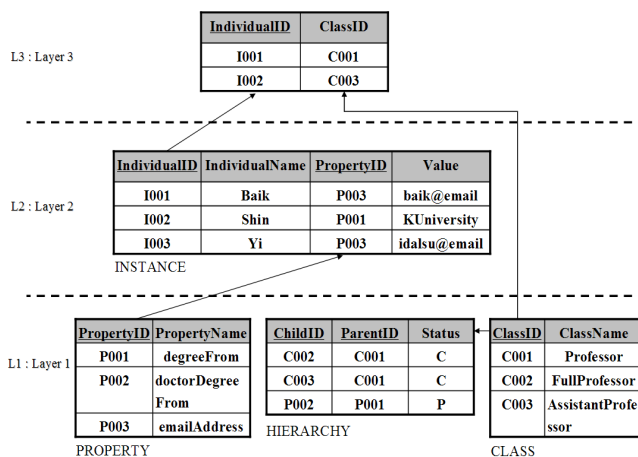 IndividualID ClassID
L3 : Layer 3
I001 C001
I002 C003
IndividualID IndividualName PropertyID Value
I001 Baik P003 baik@email
L2 : Layer 2
I002 Shin P001 KUniversity
I003 Yi P003 idalsu@email
INSTANCE
PropertyID PropertyName
P001 degreeFrom
L1 : Layer 1
P002 doctorDegree
From
P003 emailAddress
PROPERTY
ChildID ParentID Status
C002 C001 C
C003 C001 C
P002 P001 P
HIERARCHY
ClassID ClassName
C001 Professor
C002 FullProfessor
C003 AssistantProfe
ssor
CLASS